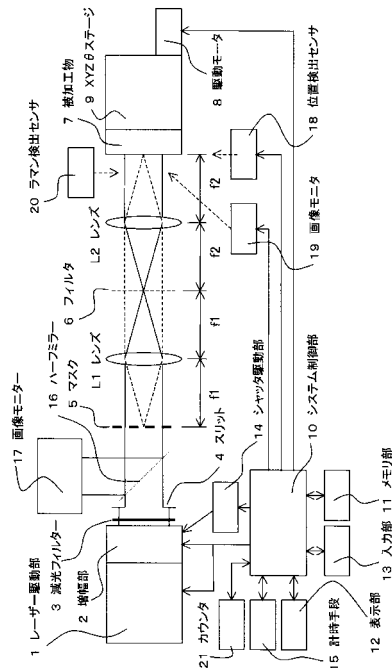 1 レーザー駆動部
2 増幅部
3 減光フィルター
4 スリット
5 マスク
16 ハーフミラー
17 画像モニター
L1 レンズ
6 フィルタ
L2 レンズ
20 ラマン検出センサ
7 被加工物
9 XYZθステージ
8 駆動モータ
f1
f1
f2
f2
18 位置検出センサ
19 画像モニタ
14 シャッタ駆動部
10 システム制御部
11 メモリ部
13 入力部
12 表示部
15 計時手段
21 カウンタ